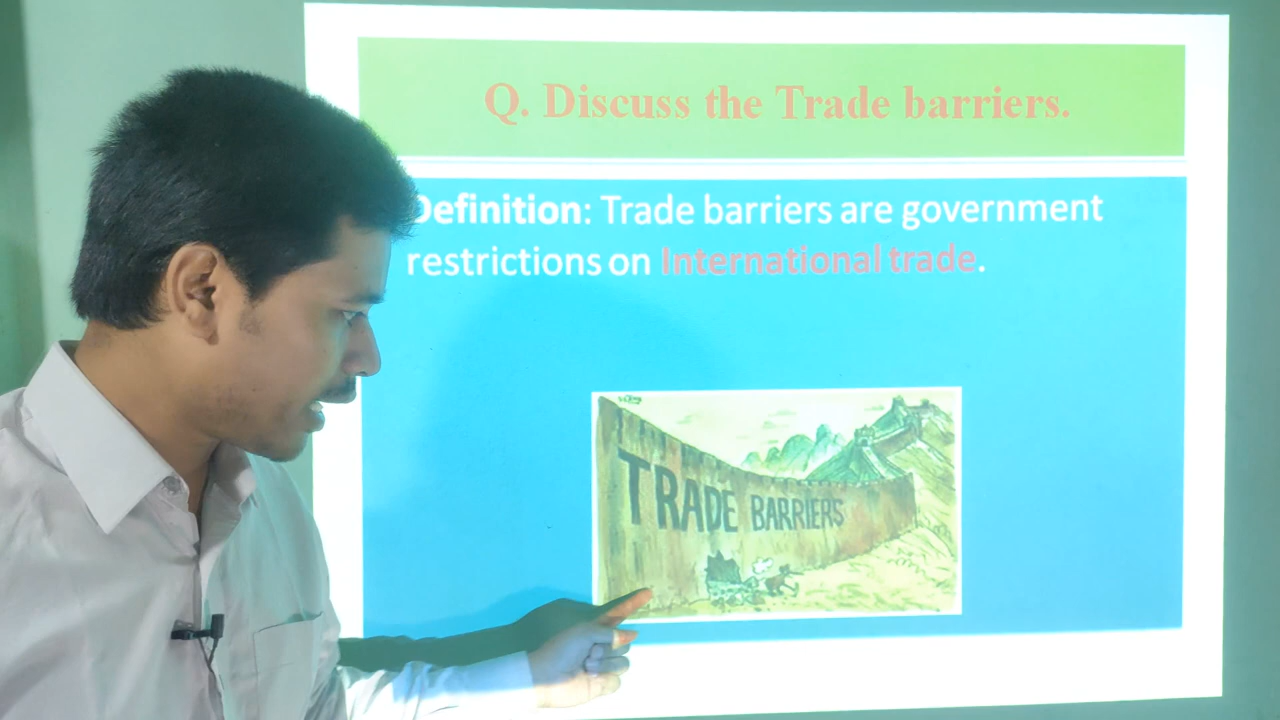 Q. Discuss the Trade barriers.
Definition: Trade barriers are government
restrictions on International trade.
TRADE BARRIERS